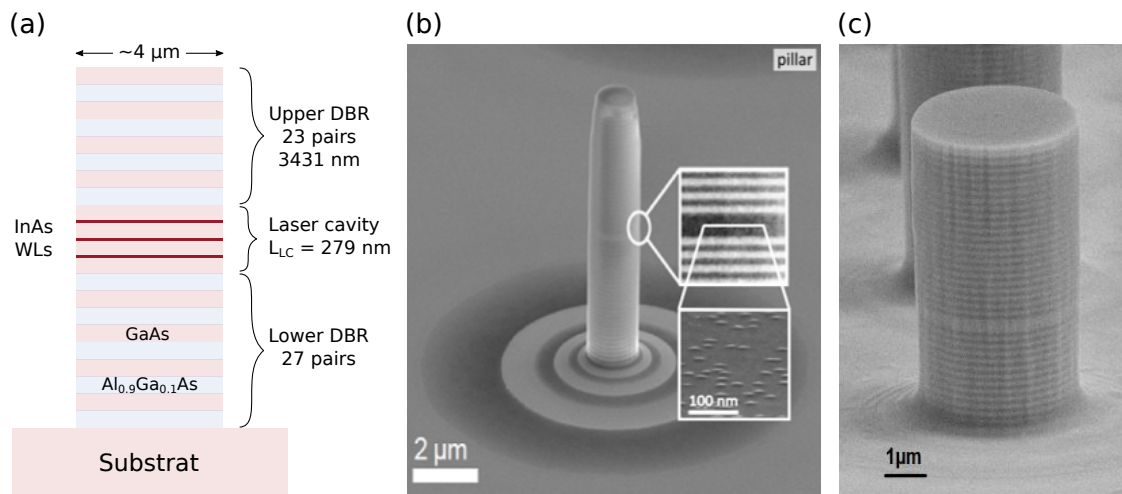 (a)
~4 μm
Upper DBR
23 pairs
3431 nm
InAs
WLs
Laser cavity
L_LC = 279 nm
GaAs
Lower DBR
27 pairs
Al₀.₉Ga₀.₁As
Substrat
(b)
pillar
100 nm
2 μm
(c)
1μm